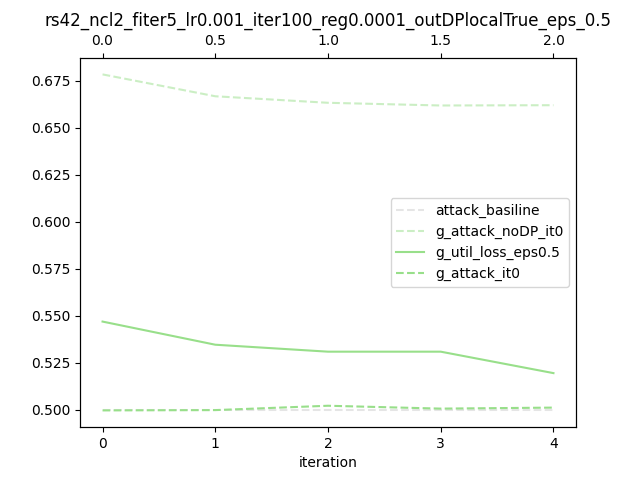 rs42_ncl2_fiter5_lr0.001_iter100_reg0.0001_outDPlocalTrue_eps_0.5
0.0 0.5 1.0 1.5 2.0
0.675
0.650
0.625
0.600
0.575
0.550
0.525
0.500
attack_basiline
g_attack_noDP_it0
g_util_loss_eps0.5
g_attack_it0
0 1 2 3 4
iteration